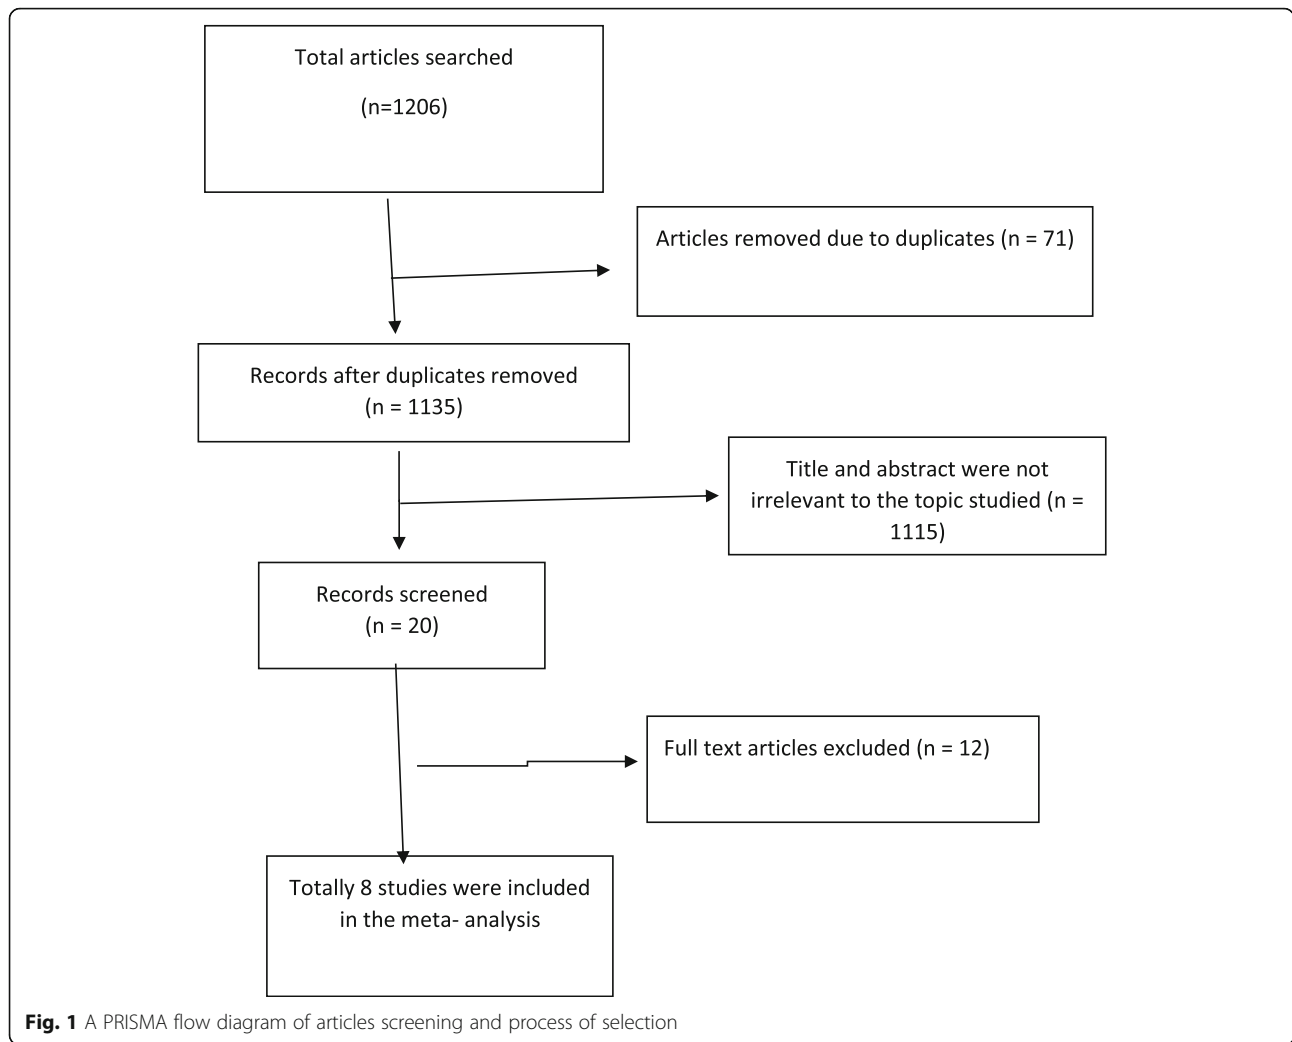 Total articles searched
(n=1206)
Articles removed due to duplicates (n = 71)
Records after duplicates removed
(n = 1135)
Title and abstract were not
irrelevant to the topic studied (n =
1115)
Records screened
(n = 20)
Full text articles excluded (n = 12)
Totally 8 studies were included
in the meta- analysis
Fig. 1 A PRISMA flow diagram of articles screening and process of selection